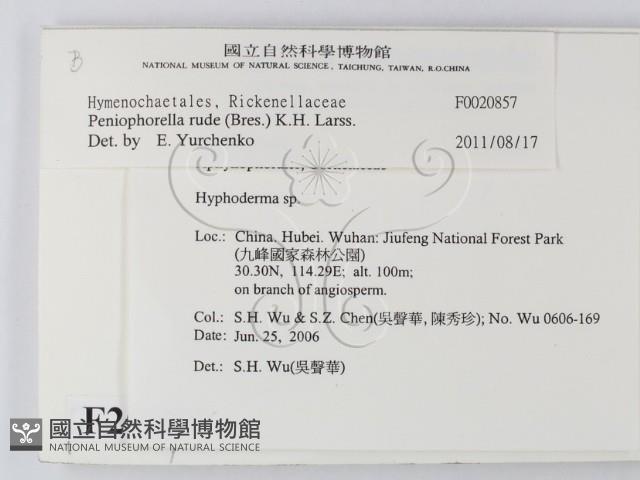 B
國立自然科學博物館
NATIONAL MUSEUM OF NATURAL SCIENCE, TAICHUNG, TAIWAN, R.O.CHINA
Hymenochaetales, Rickenellaceae F0020857
Peniophorella rude (Bres.) K.H. Larss.
Det. by E. Yurchenko 2011/08/17
Hyphoderma sp.
Loc.: China. Hubei. Wuhan: Jiufeng National Forest Park
(九峰國家森林公園)
30.30N, 114.29E; alt. 100m;
on branch of angiosperm.
Col.: S.H. Wu & S.Z. Chen(吳聲華, 陳秀珍); No. Wu 0606-169
Date: Jun. 25, 2006
Det.: S.H. Wu(吳聲華)
F2
國立自然科學博物館
NATIONAL MUSEUM OF NATURAL SCIENCE